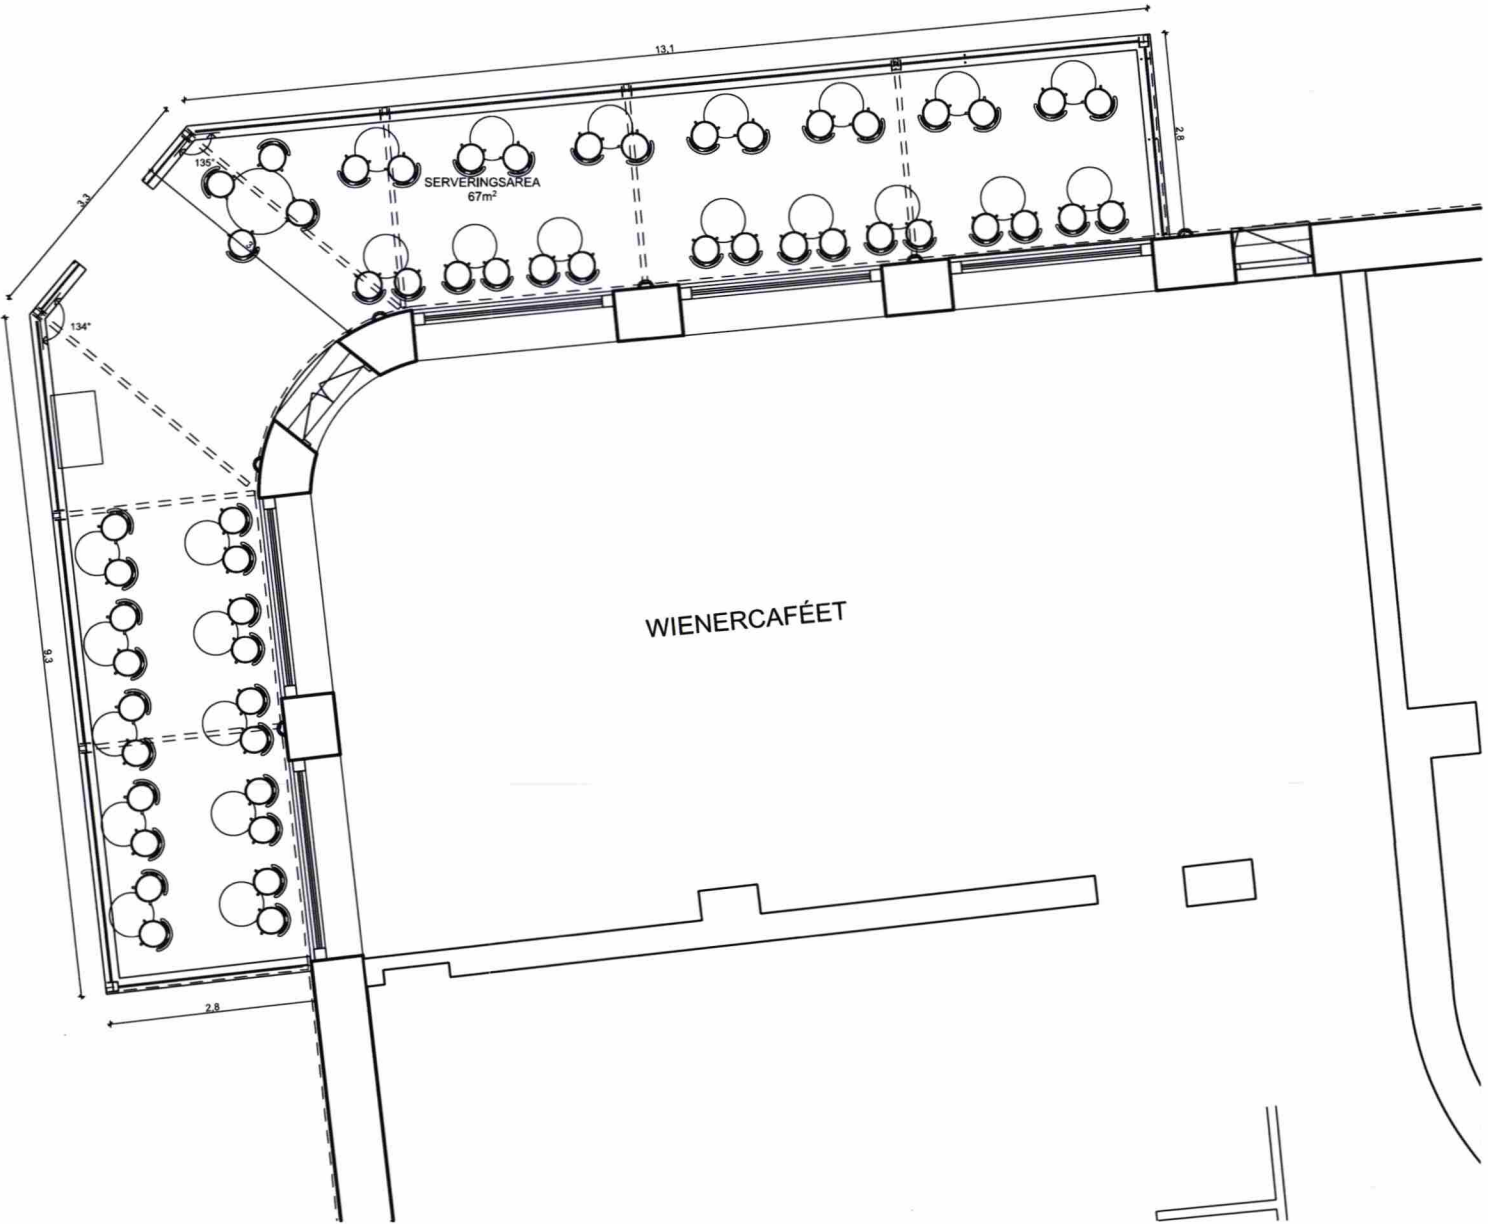 13,1
2,8
135°
SERVERINGSAREA
67m²
3,3
134°
9,3
WIENERCAFÉET
2,8